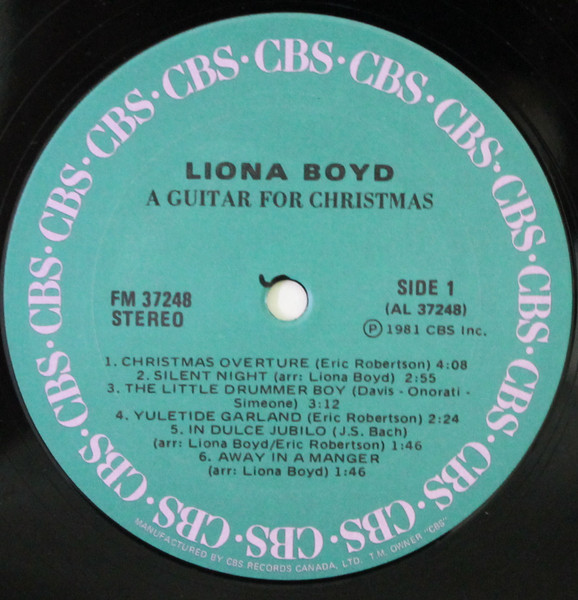 CBS · CBS · CBS · CBS · CBS · CBS · CBS · CBS · CBS · CBS · CBS · CBS · CBS · CBS · CBS · CBS · CBS ·
LIONA BOYD
A GUITAR FOR CHRISTMAS
FM 37248
STEREO
SIDE 1
(AL 37248)
Ⓟ 1981 CBS Inc.
1. CHRISTMAS OVERTURE (Eric Robertson) 4:08
2. SILENT NIGHT (arr: Liona Boyd) 2:55
3. THE LITTLE DRUMMER BOY (Davis - Onorati -
Simeone) 3:12
4. YULETIDE GARLAND (Eric Robertson) 2:24
5. IN DULCE JUBILO (J.S. Bach)
(arr: Liona Boyd/Eric Robertson) 1:46
6. AWAY IN A MANGER
(arr: Liona Boyd) 1:46
MANUFACTURED BY CBS RECORDS CANADA, LTD. T.M. OWNER "CBS"